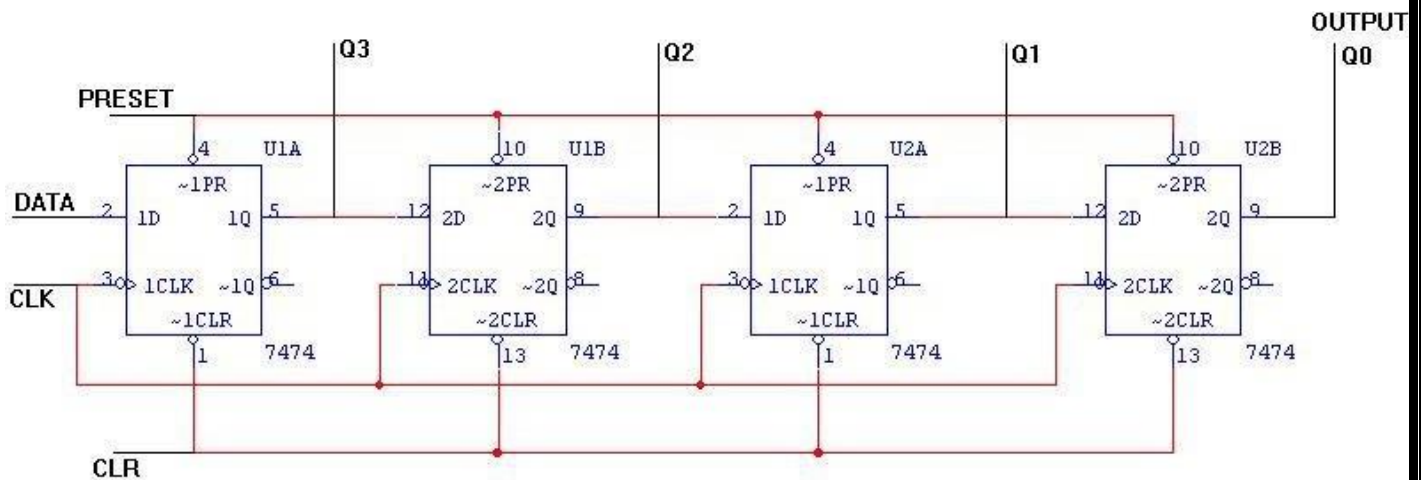 OUTPUT
Q3
Q2
Q1
Q0
PRESET
4 U1A
10 U1B
4 U2A
10 U2B
~1PR
~2PR
~1PR
~2PR
DATA
2 1D 1Q 5
12 2D 2Q 9
2 1D 1Q 5
12 2D 2Q 9
CLK
3 1CLK ~1Q 6
11 2CLK ~2Q 8
3 1CLK ~1Q 6
11 2CLK ~2Q 8
~1CLR
~2CLR
~1CLR
~2CLR
1 7474
13 7474
1 7474
13 7474
CLR